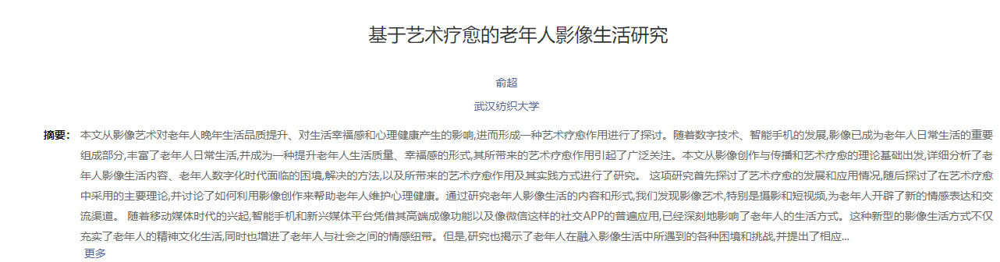 基于艺术疗愈的老年人影像生活研究
俞超
武汉纺织大学
摘要： 本文从影像艺术对老年人晚年生活品质提升、对生活幸福感和心理健康产生的影响,进而形成一种艺术疗愈作用进行了探讨。随着数字技术、智能手机的发展,影像已成为老年人日常生活的重要
组成部分,丰富了老年人日常生活,并成为一种提升老年人生活质量、幸福感的形式,其所带来的艺术疗愈作用引起了广泛关注。本文从影像创作与传播和艺术疗愈的理论基础出发,详细分析了老
年人影像生活内容、老年人数字化时代面临的困境,解决的方法,以及所带来的艺术疗愈作用及其实践方式进行了研究。 这项研究首先探讨了艺术疗愈的发展和应用情况,随后探讨了在艺术疗愈
中采用的主要理论,并讨论了如何利用影像创作来帮助老年人维护心理健康。通过研究老年人影像生活的内容和形式,我们发现影像艺术,特别是摄影和短视频,为老年人开辟了新的情感表达和交
流渠道。 随着移动媒体时代的兴起,智能手机和新兴媒体平台凭借其高端成像功能以及像微信这样的社交APP的普遍应用,已经深刻地影响了老年人的生活方式。这种新型的影像生活方式不仅
充实了老年人的精神文化生活,同时也增进了老年人与社会之间的情感纽带。但是,研究也揭示了老年人在融入影像生活中所遇到的各种困境和挑战,并提出了相应...
更多